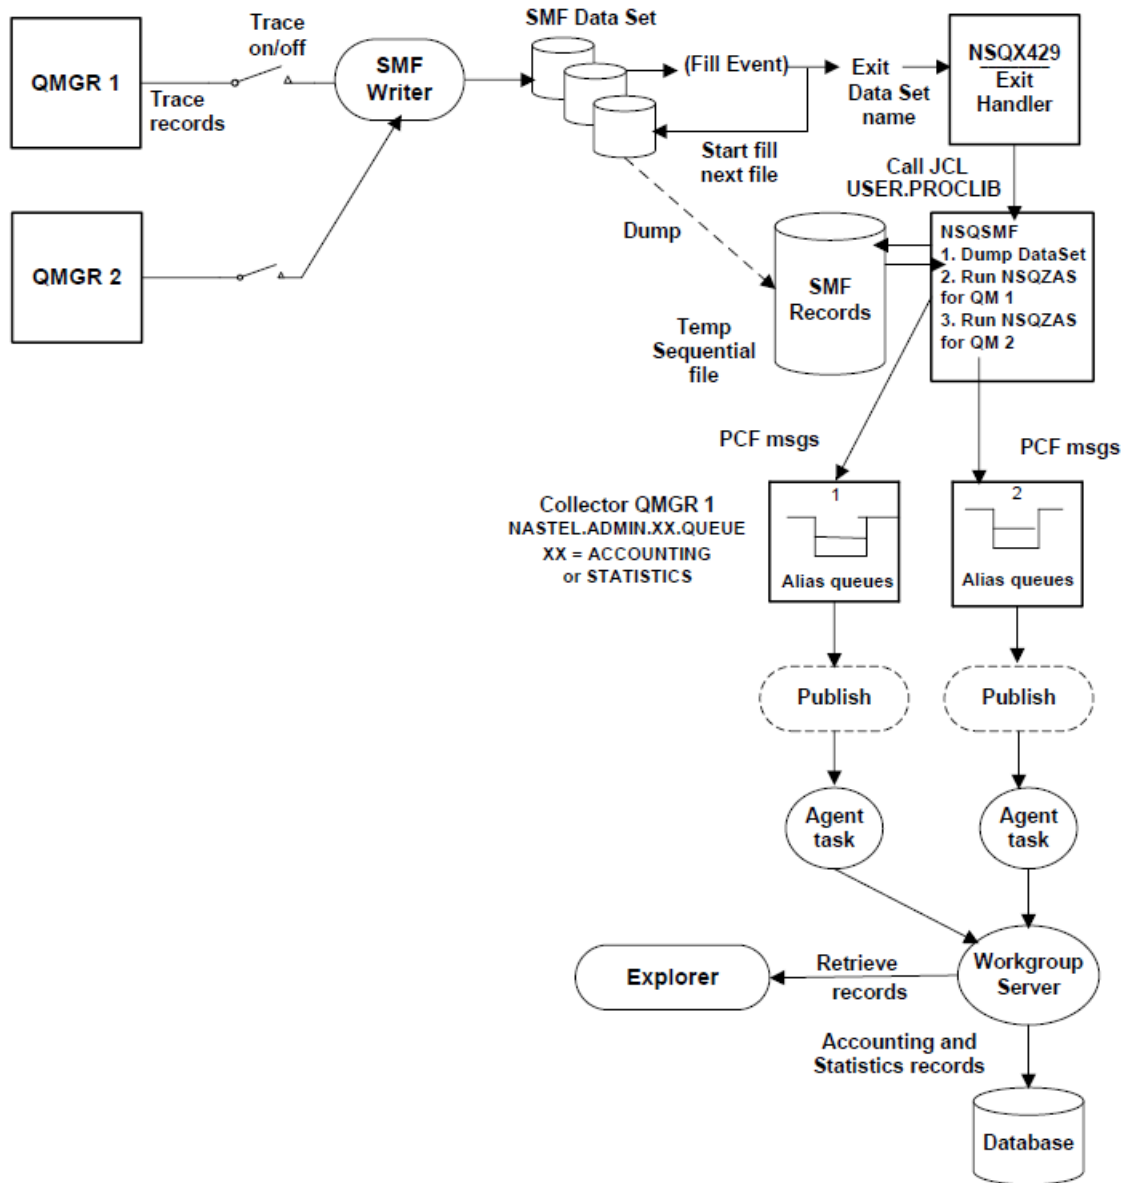 SMF Data Set
Trace
on/off
QMGR 1
Trace
records
SMF
Writer
(Fill Event)
Exit
Data Set
name
NSQX429
Exit
Handler
Start fill
next file
Call JCL
USER.PROCLIB
QMGR 2
Dump
SMF
Records
Temp
Sequential
file
NSQSMF
1. Dump DataSet
2. Run NSQZAS
for QM 1
3. Run NSQZAS
for QM 2
PCF msgs
PCF msgs
Collector QMGR 1
NASTEL.ADMIN.XX.QUEUE
XX = ACCOUNTING
or STATISTICS
1
Alias queues
2
Alias queues
Publish
Publish
Agent
task
Agent
task
Explorer
Retrieve
records
Workgroup
Server
Accounting and
Statistics records
Database